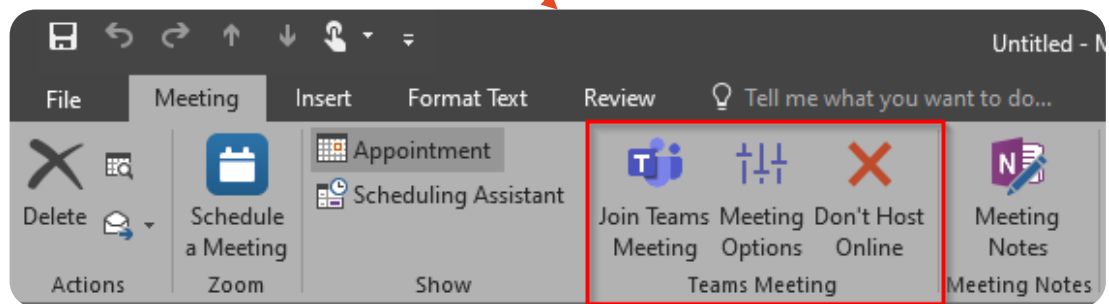 Untitled - M
File Meeting Insert Format Text Review Tell me what you want to do...
Delete
Schedule
a Meeting
Appointment
Scheduling Assistant
Join Teams
Meeting
Meeting
Options
Don't Host
Online
Meeting
Notes
Actions Zoom Show Teams Meeting Meeting Notes